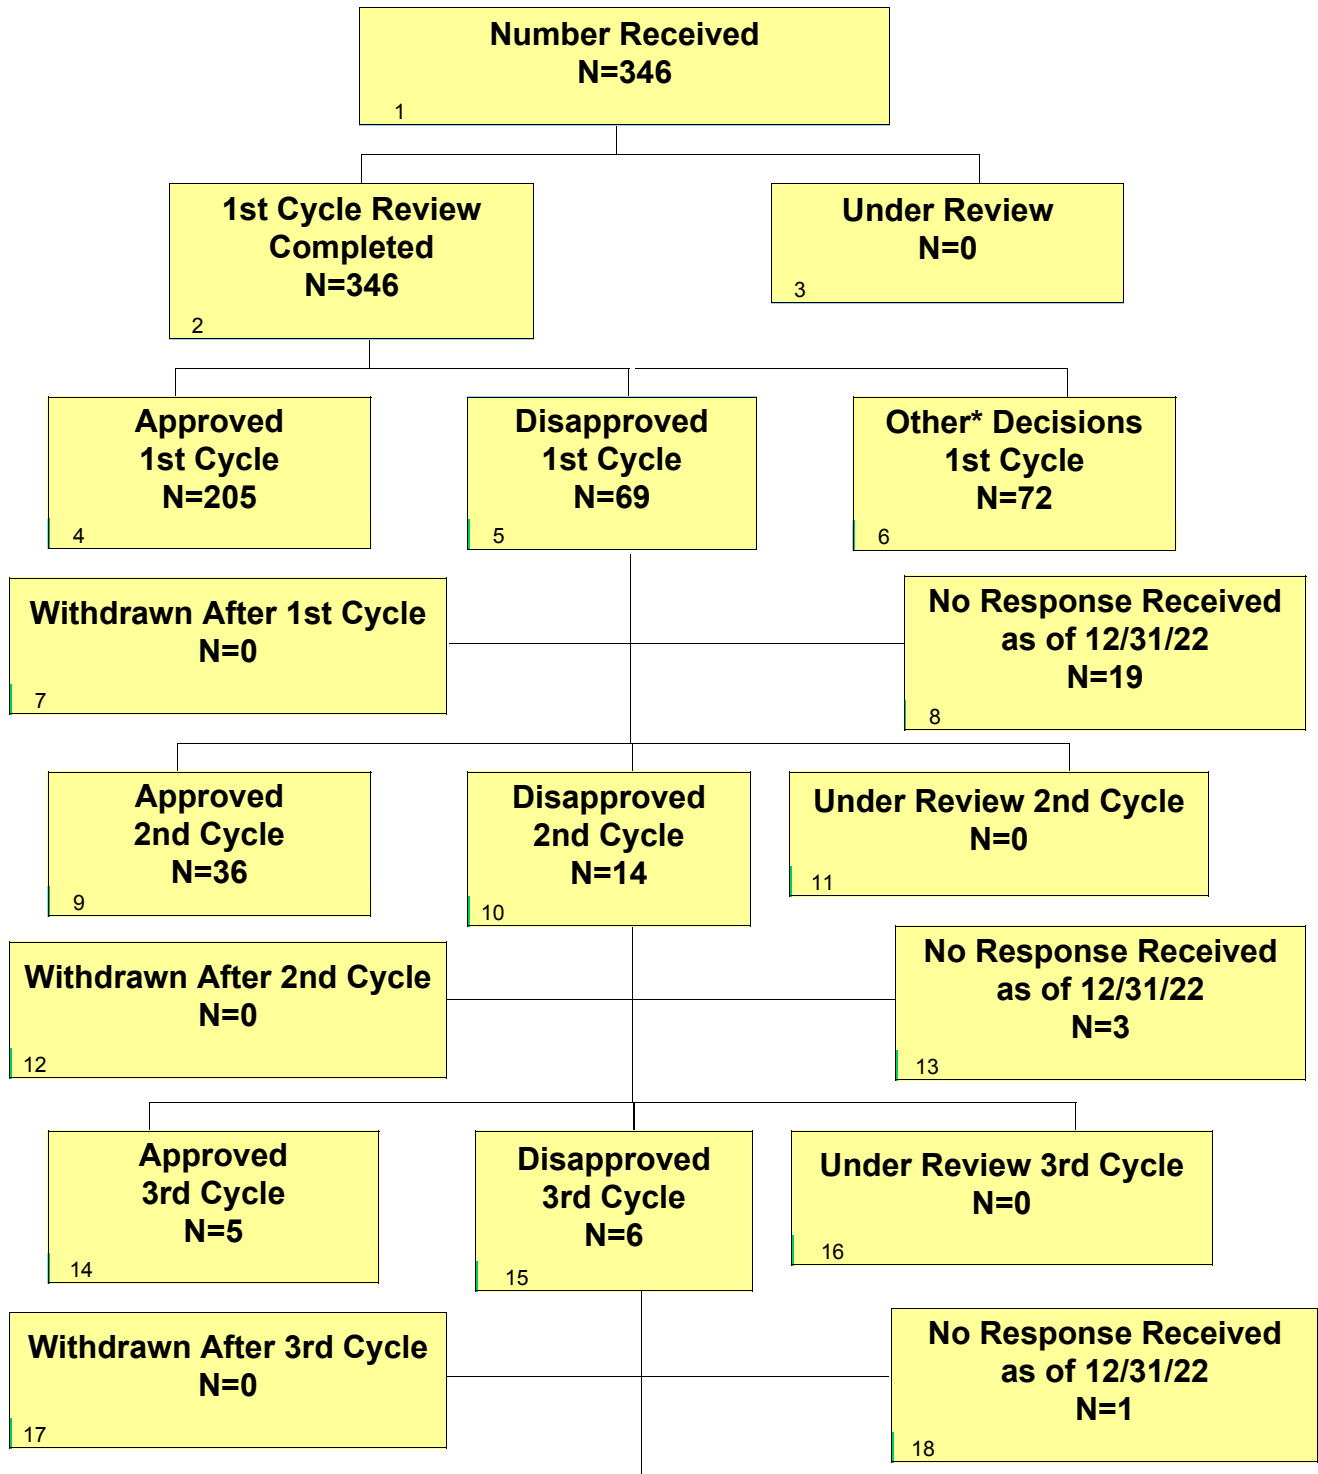 Number Received
N=346
1
1st Cycle Review
Completed
N=346
2
Under Review
N=0
3
Approved
1st Cycle
N=205
4
Disapproved
1st Cycle
N=69
5
Other* Decisions
1st Cycle
N=72
6
Withdrawn After 1st Cycle
N=0
7
No Response Received
as of 12/31/22
N=19
8
Approved
2nd Cycle
N=36
9
Disapproved
2nd Cycle
N=14
10
Under Review 2nd Cycle
N=0
11
Withdrawn After 2nd Cycle
N=0
12
No Response Received
as of 12/31/22
N=3
13
Approved
3rd Cycle
N=5
14
Disapproved
3rd Cycle
N=6
15
Under Review 3rd Cycle
N=0
16
Withdrawn After 3rd Cycle
N=0
17
No Response Received
as of 12/31/22
N=1
18